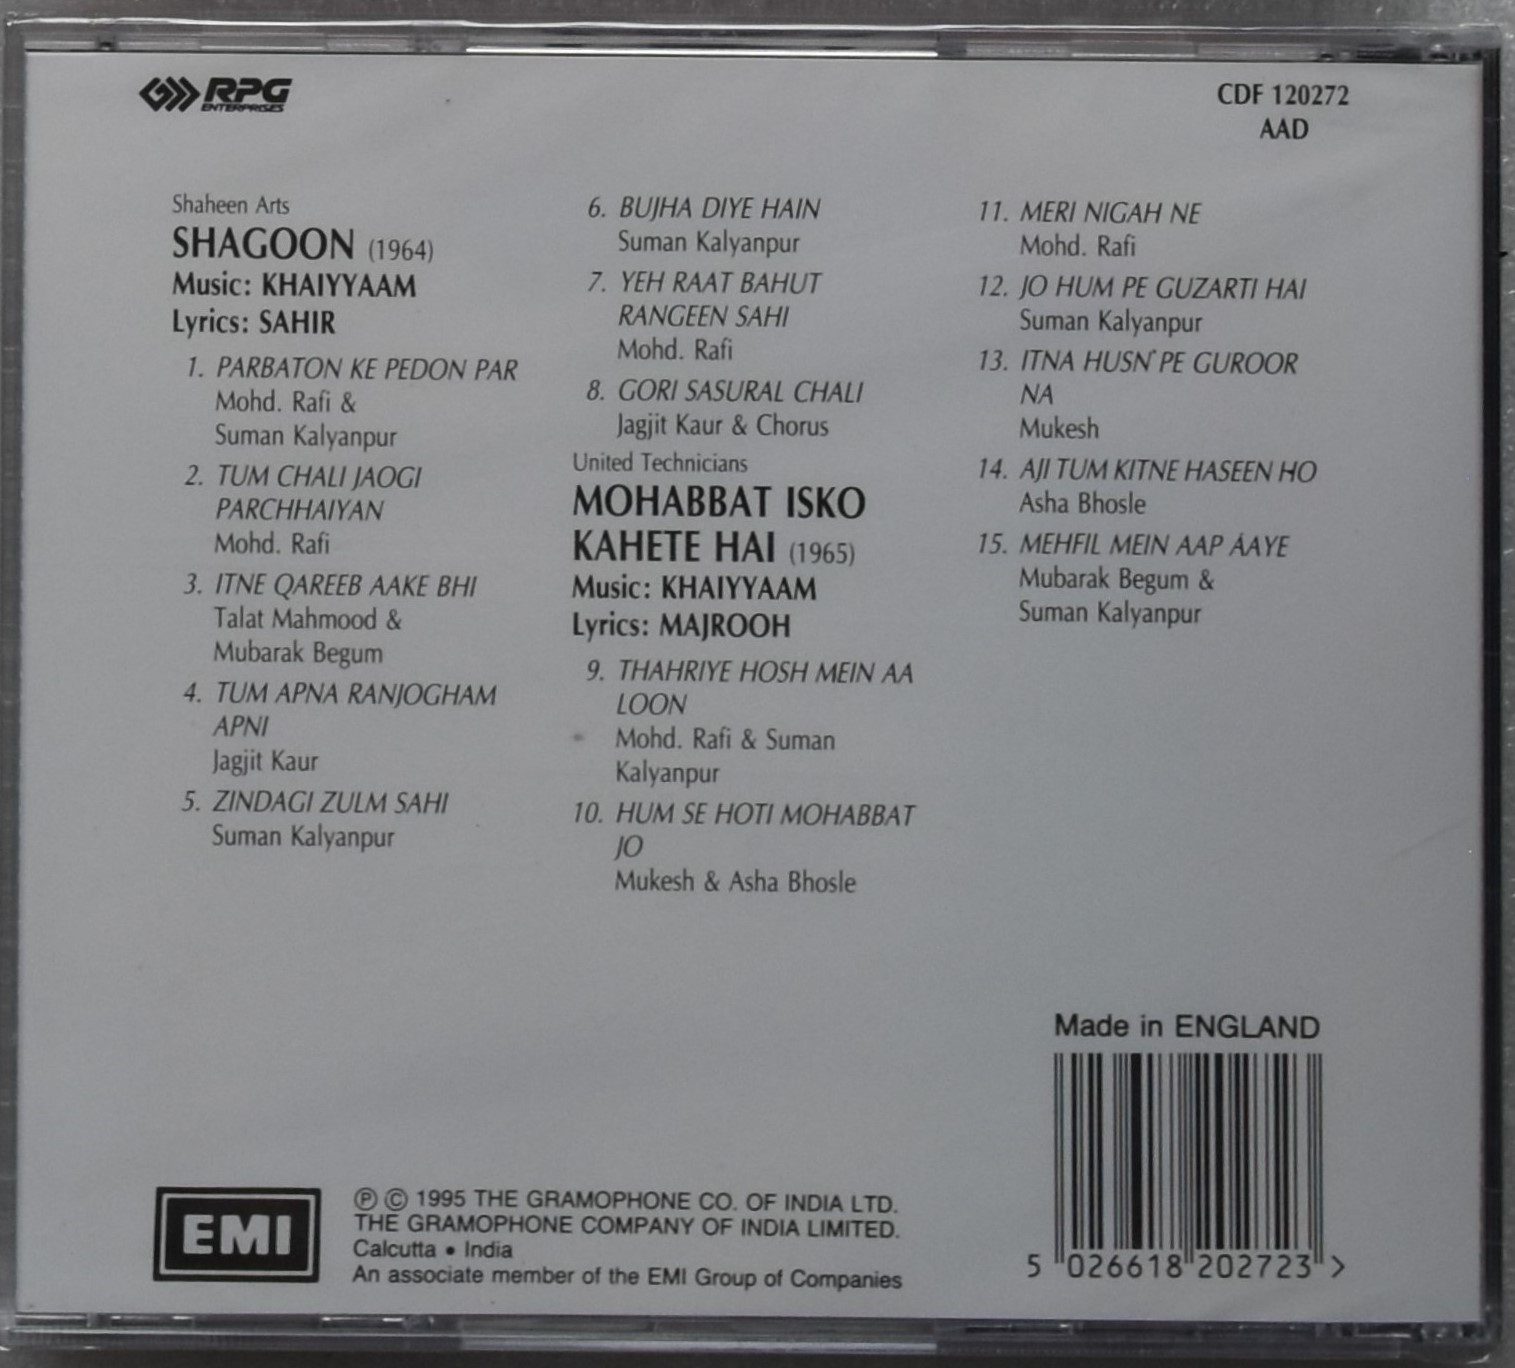 RPG
ENTERPRISES
CDF 120272
AAD
Shaheen Arts
SHAGOON (1964)
Music: KHAIYYAAM
Lyrics: SAHIR
1. PARBATON KE PEDON PAR
Mohd. Rafi &
Suman Kalyanpur
2. TUM CHALI JAOGI
PARCHHAIYAN
Mohd. Rafi
3. ITNE QAREEB AAKE BHI
Talat Mahmood &
Mubarak Begum
4. TUM APNA RANJOGHAM
APNI
Jagjit Kaur
5. ZINDAGI ZULM SAHI
Suman Kalyanpur
6. BUJHA DIYE HAIN
Suman Kalyanpur
7. YEH RAAT BAHUT
RANGEEN SAHI
Mohd. Rafi
8. GORI SASURAL CHALI
Jagjit Kaur & Chorus
United Technicians
MOHABBAT ISKO
KAHETE HAI (1965)
Music: KHAIYYAAM
Lyrics: MAJROOH
9. THAHRIYE HOSH MEIN AA
LOON
Mohd. Rafi & Suman
Kalyanpur
10. HUM SE HOTI MOHABBAT
JO
Mukesh & Asha Bhosle
11. MERI NIGAH NE
Mohd. Rafi
12. JO HUM PE GUZARTI HAI
Suman Kalyanpur
13. ITNA HUSN PE GUROOR
NA
Mukesh
14. AJI TUM KITNE HASEEN HO
Asha Bhosle
15. MEHFIL MEIN AAP AAYE
Mubarak Begum &
Suman Kalyanpur
Made in ENGLAND
5 026618 202723 >
EMI
℗ © 1995 THE GRAMOPHONE CO. OF INDIA LTD.
THE GRAMOPHONE COMPANY OF INDIA LIMITED.
Calcutta • India
An associate member of the EMI Group of Companies